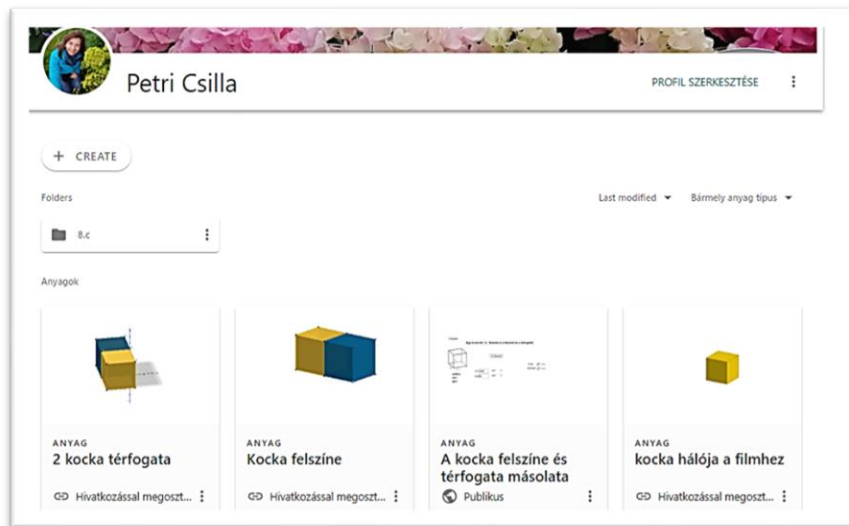 Petri Csilla
PROFIL SZERKESZTÉSE
+ CREATE
Folders
Last modified
Bármely anyag típus
8.c
Anyagok
ANYAG
2 kocka térfogata
Hivatkozással megoszt...
ANYAG
Kocka felszíne
Hivatkozással megoszt...
ANYAG
A kocka felszíne és
térfogata másolata
Publikus
ANYAG
kocka hálója a filmhez
Hivatkozással megoszt...